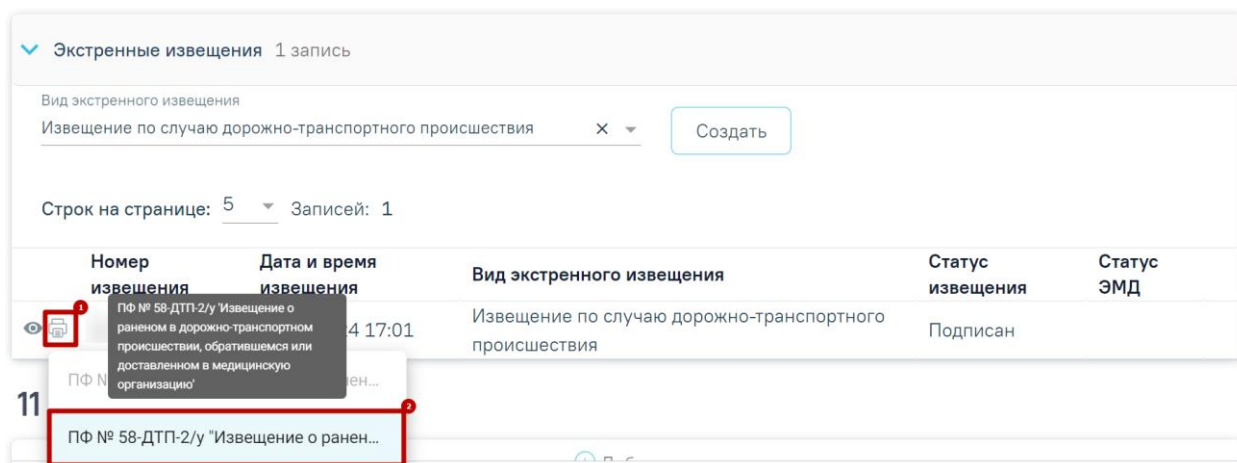 Экстренные извещения 1 запись
Вид экстренного извещения
Извещение по случаю дорожно-транспортного происшествия
Создать
Строк на странице: 5 Записей: 1
Номер извещения
Дата и время извещения
Вид экстренного извещения
Статус извещения
Статус ЭМД
1
ПФ № 58-ДТП-2/у 'Извещение о
раненом в дорожно-транспортном
происшествии, обратившемся или
доставленном в медицинскую
организацию'
4 17:01
Извещение по случаю дорожно-транспортного
происшествия
Подписан
ПФ №
11
2
ПФ № 58-ДТП-2/у "Извещение о ранен...